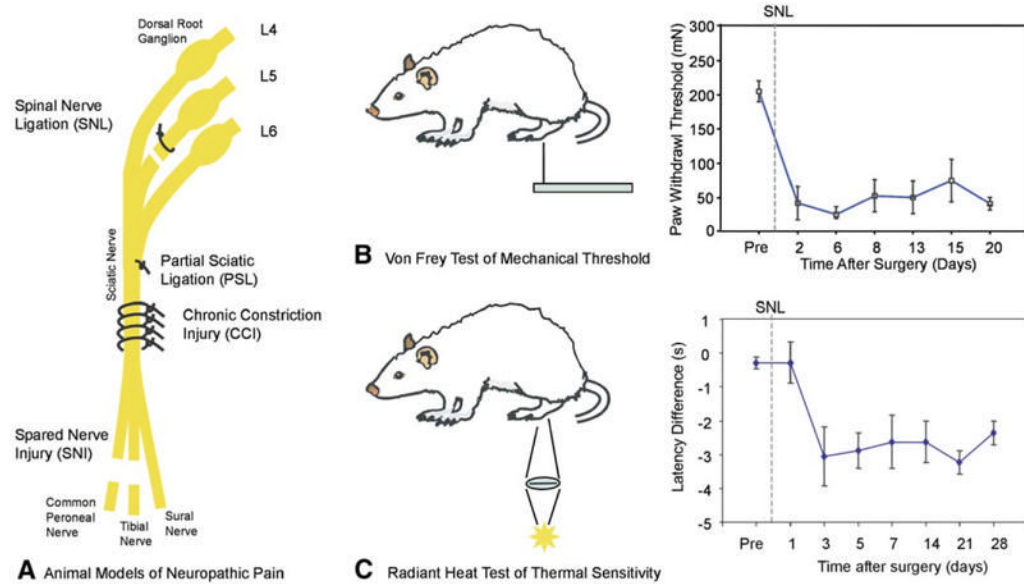 Dorsal Root
Ganglion
L4
L5
L6
Spinal Nerve
Ligation (SNL)
Sciatic Nerve
Partial Sciatic
Ligation (PSL)
Chronic Constriction
Injury (CCI)
Spared Nerve
Injury (SNI)
Common
Peroneal
Nerve
Tibial
Nerve
Sural
Nerve
A Animal Models of Neuropathic Pain
B Von Frey Test of Mechanical Threshold
SNL
Paw Withdrawl Threshold (mN)
300
250
200
150
100
50
0
Pre 2 6 8 13 15 20
Time After Surgery (Days)
C Radiant Heat Test of Thermal Sensitivity
SNL
Latency Difference (s)
1
0
-1
-2
-3
-4
-5
Pre 1 3 5 7 14 21 28
Time after surgery (days)